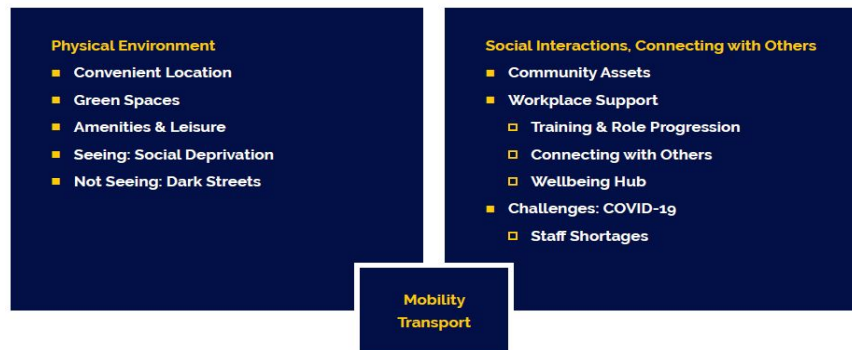 Physical Environment
Convenient Location
Green Spaces
Amenities & Leisure
Seeing: Social Deprivation
Not Seeing: Dark Streets
Social Interactions, Connecting with Others
Community Assets
Workplace Support
Training & Role Progression
Connecting with Others
Wellbeing Hub
Challenges: COVID-19
Staff Shortages
Mobility
Transport